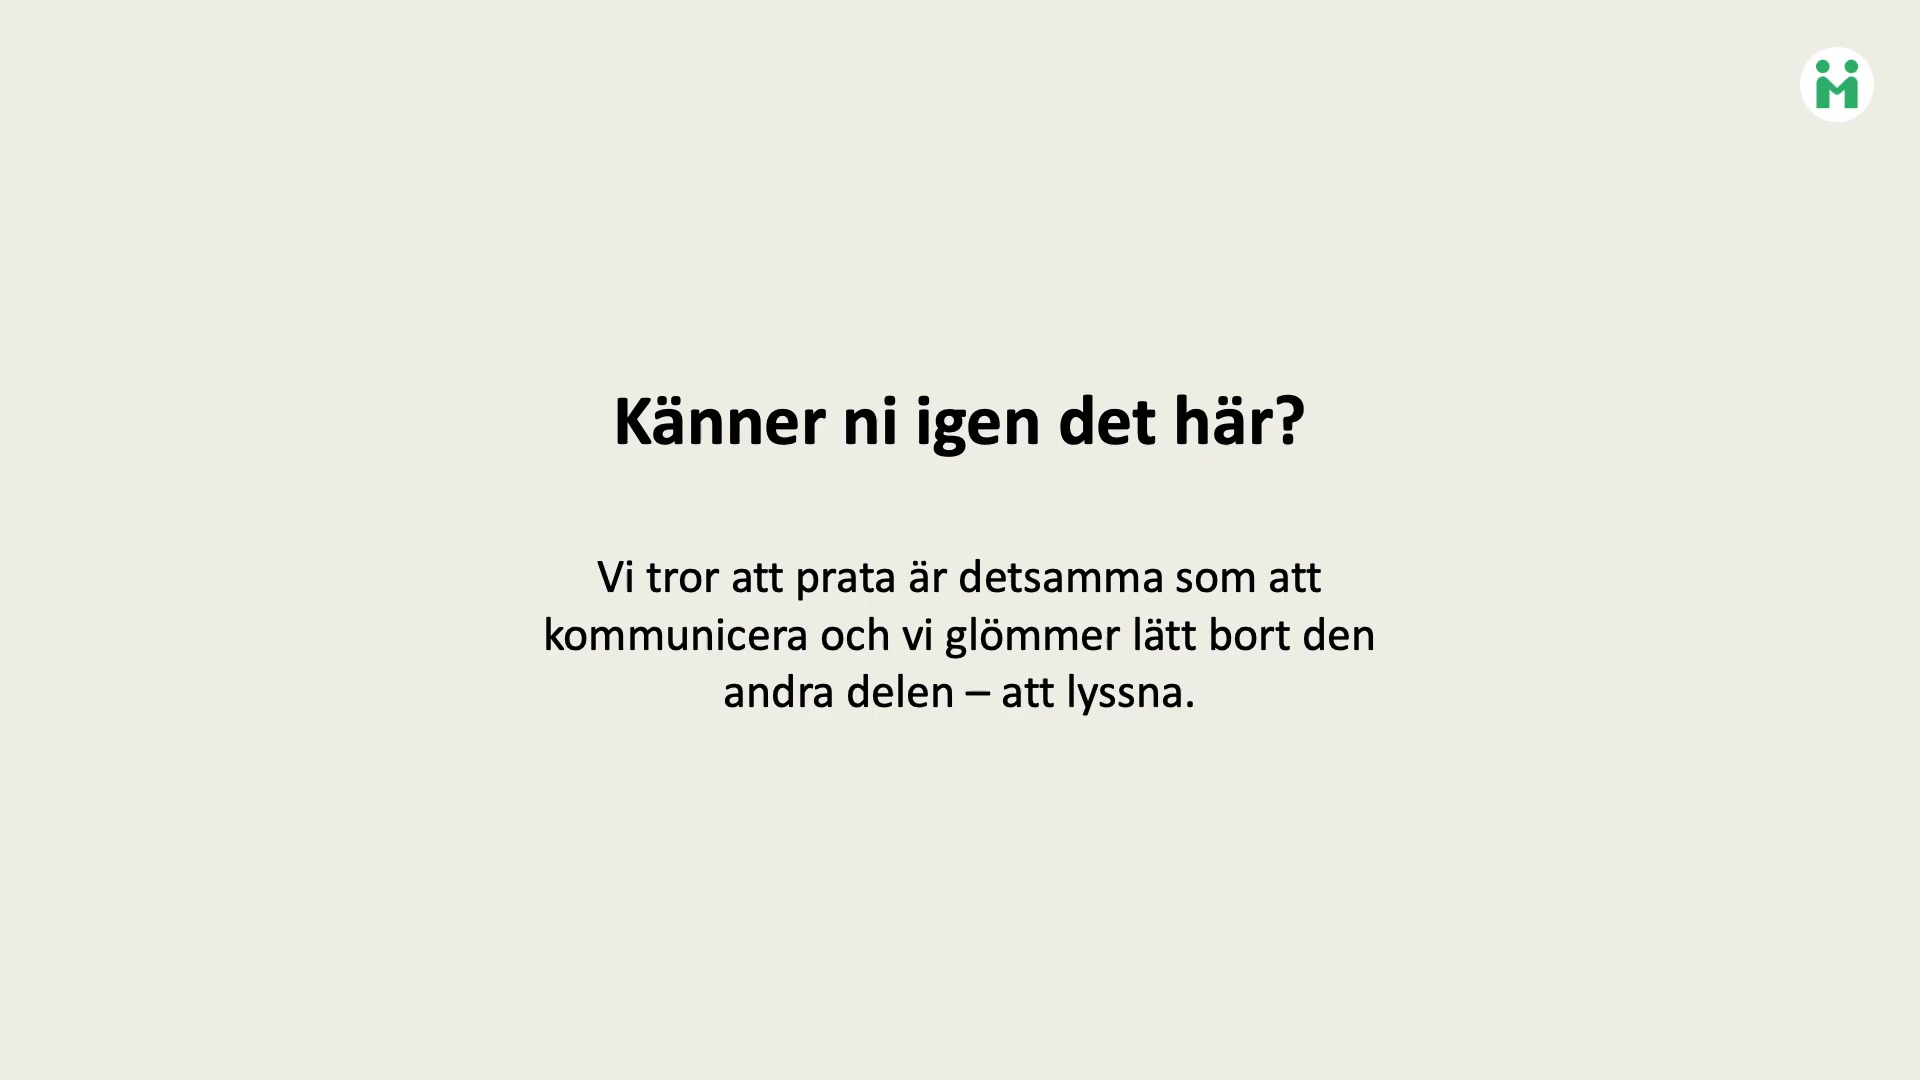 Känner ni igen det här?
Vi tror att prata är detsamma som att
kommunicera och vi glömmer lätt bort den
andra delen – att lyssna.